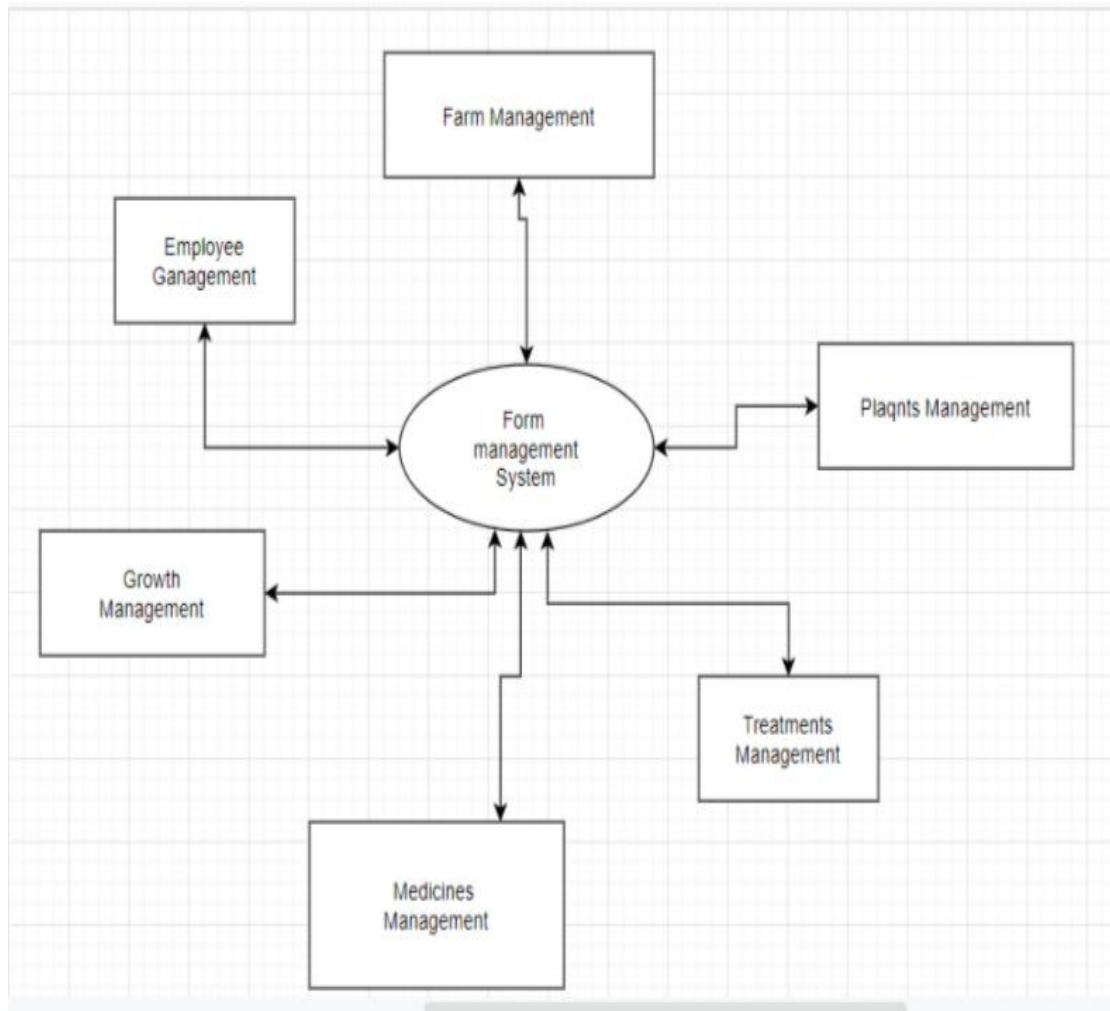 Farm Management
Employee
Ganagement
Form
management
System
Plaqnts Management
Growth
Management
Treatments
Management
Medicines
Management